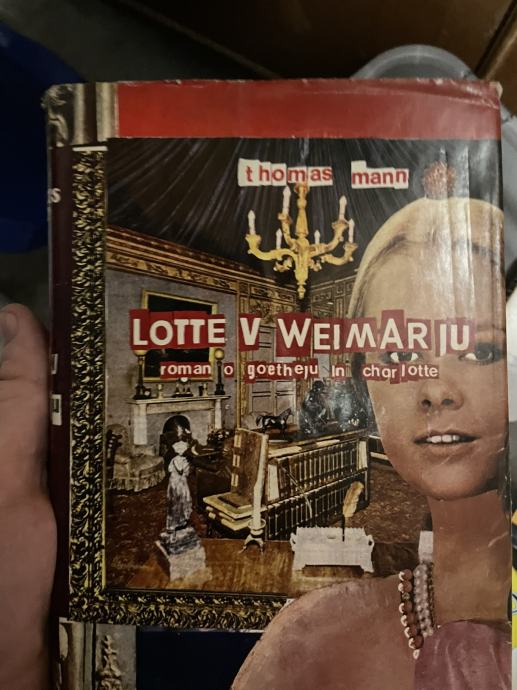 thomas mann
LOTTE V WEIMARJU
roman o goetheju in charlotte